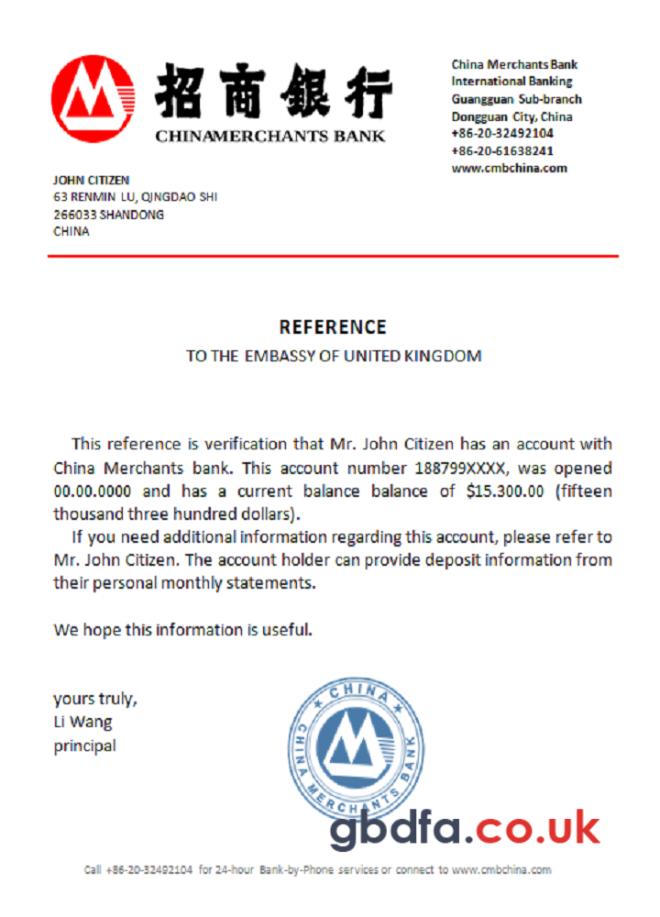 招商銀行
CHINAMERCHANTS BANK
China Merchants Bank
International Banking
Guangguan Sub-branch
Dongguan City, China
+86-20-32492104
+86-20-61638241
www.cmbchina.com
JOHN CITIZEN
63 RENMIN LU, QINGDAO SHI
266033 SHANDONG
CHINA
REFERENCE
TO THE EMBASSY OF UNITED KINGDOM
This reference is verification that Mr. John Citizen has an account with
China Merchants bank. This account number 188799XXXX, was opened
00.00.0000 and has a current balance balance of $15.300.00 (fifteen
thousand three hundred dollars).
If you need additional information regarding this account, please refer to
Mr. John Citizen. The account holder can provide deposit information from
their personal monthly statements.
We hope this information is useful.
yours truly,
Li Wang
principal
CHINA
CHINA MERCHANTS BANK
gbdfa.co.uk
Call +86-20-32492104 for 24-hour Bank-by-Phone services or connect to www.cmbchina.com